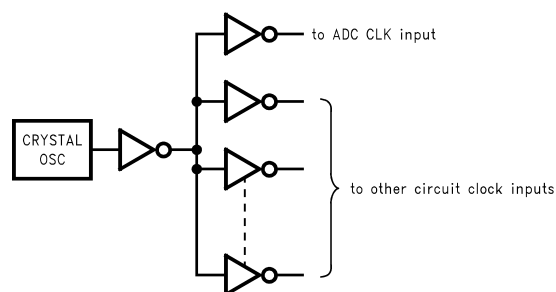 to ADC CLK input
CRYSTAL
OSC
to other circuit clock inputs